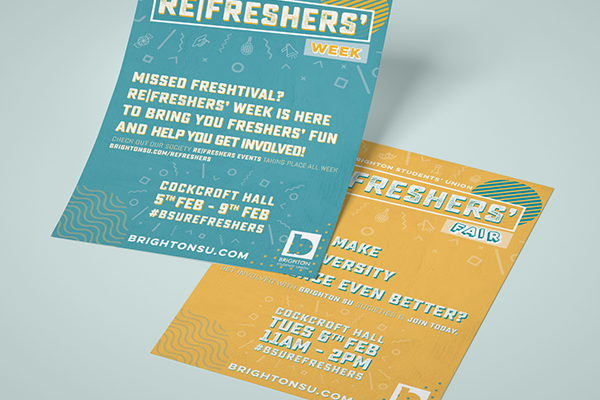 RE|FRESHERS'
WEEK
MISSED FRESHTIVAL?
RE|FRESHERS' WEEK IS HERE
TO BRING YOU FRESHERS' FUN
AND HELP YOU GET INVOLVED!
CHECK OUT OUR SOCIETY RE|FRESHERS EVENTS TAKING PLACE ALL WEEK
BRIGHTONSU.COM/REFRESHERS
COCKCROFT HALL
5TH FEB - 9TH FEB
#BSUREFRESHERS
BRIGHTONSU.COM
BRIGHTON
BRIGHTON STUDENTS' UNION
FRESHERS'
FAIR
MAKE
EVEN BETTER?
BRIGHTON SU
JOIN TODAY.
COCKCROFT HALL
TUES 6TH FEB
11AM - 2PM
#BSUREFRESHERS
BRIGHTONSU.COM